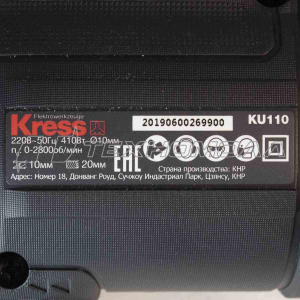 Elektrowerkzeuge
Kress
20190600269900
KU110
220В~50Гц 410Вт Ø10мм
n 0-2800об/мин
10мм 20мм
EAC
Страна производства: КНР
Адрес: Номер 18, Донванг Роуд, Сучжоу Индастриал Парк, Цзянсу, КНР